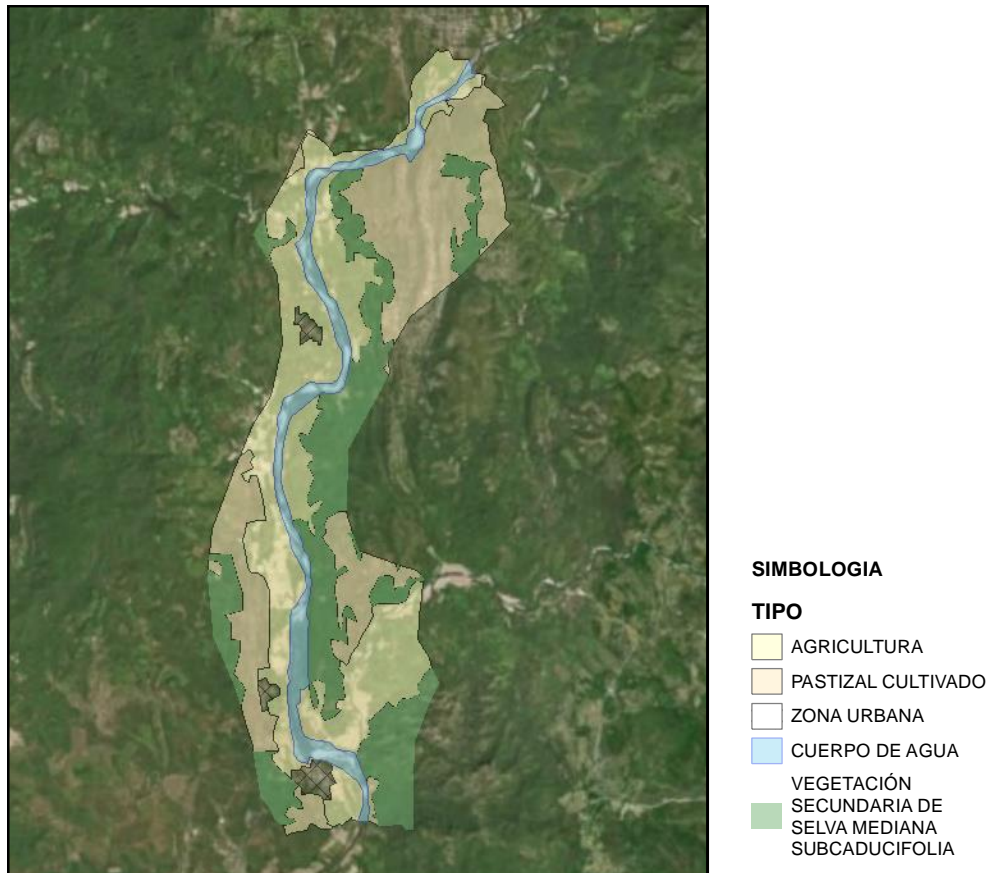 SIMBOLOGIA
TIPO
AGRICULTURA
PASTIZAL CULTIVADO
ZONA URBANA
CUERPO DE AGUA
VEGETACIÓN
SECUNDARIA DE
SELVA MEDIANA
SUBCADUCIFOLIA